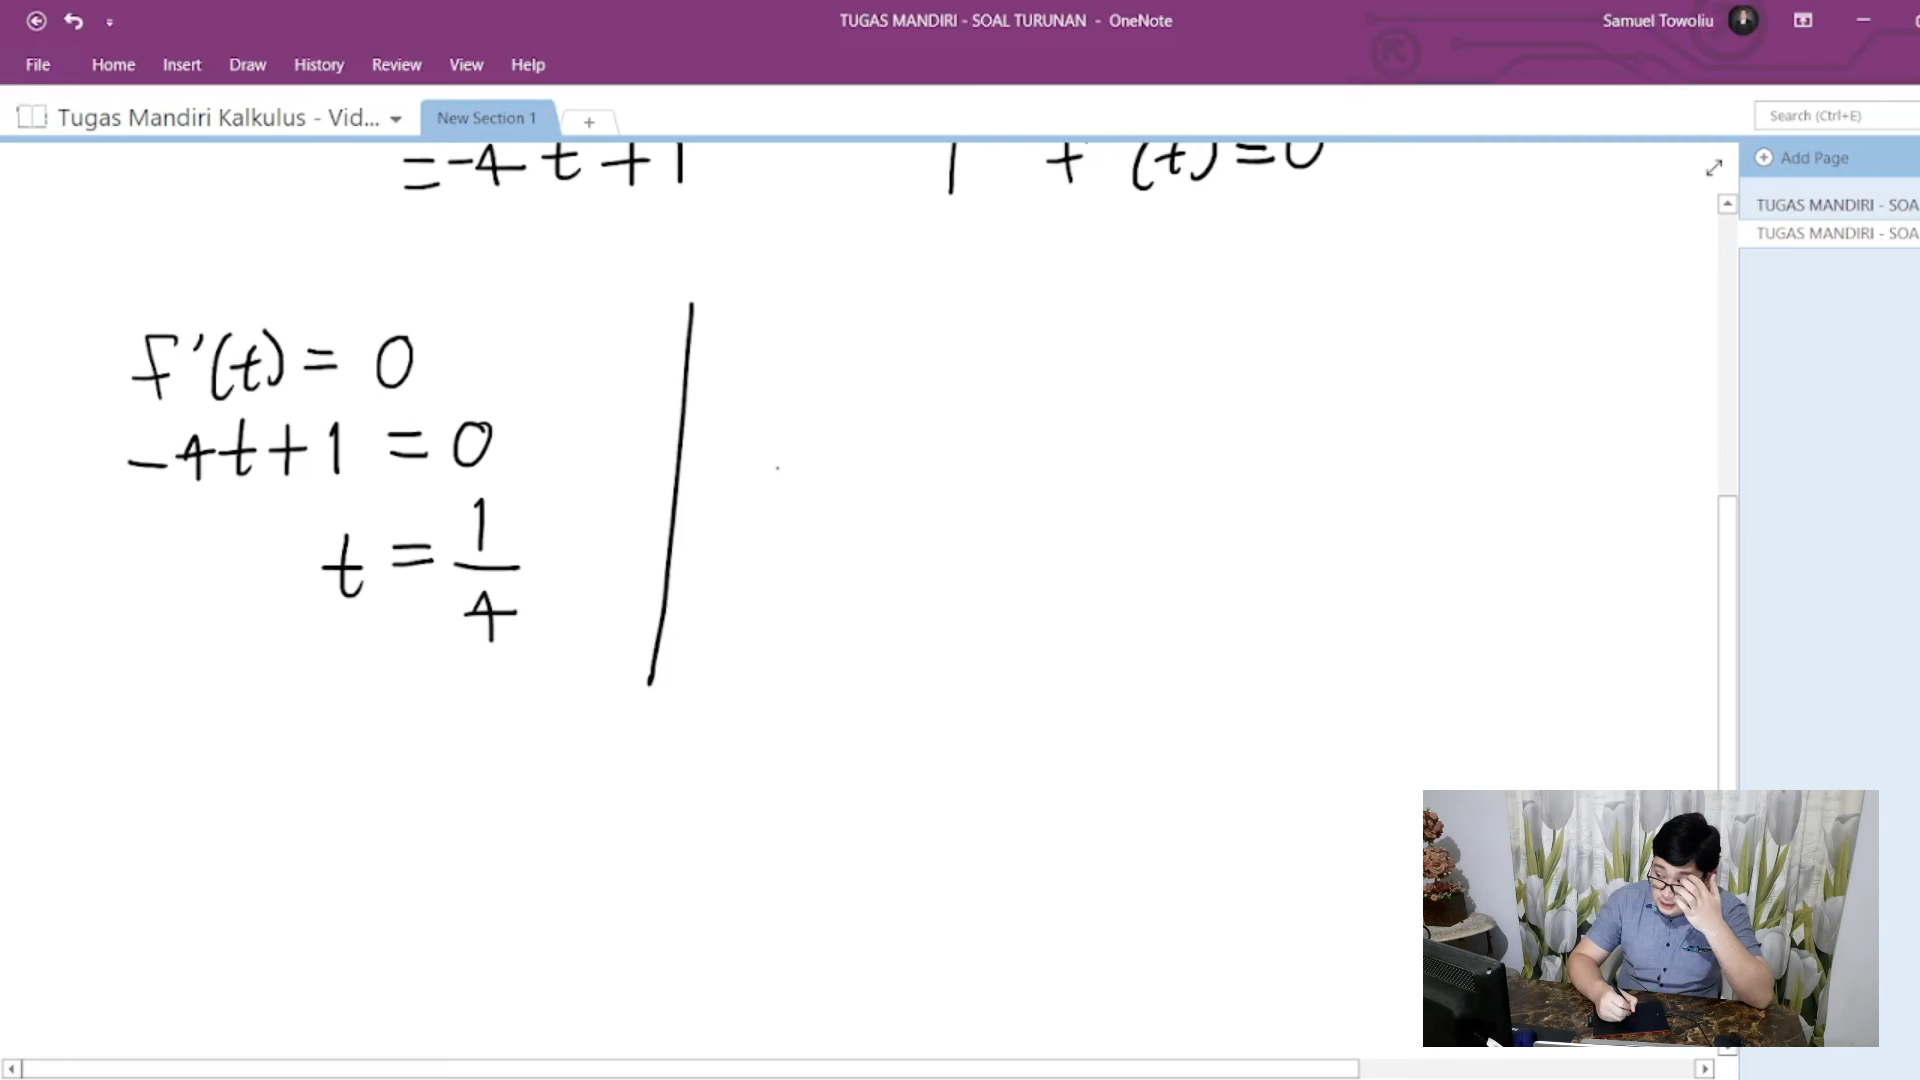 TUGAS MANDIRI - SOAL TURUNAN - OneNote
Samuel Towoliu
File Home Insert Draw History Review View Help
Tugas Mandiri Kalkulus - Vid...
New Section 1
+
Search (Ctrl+E)
Add Page
TUGAS MANDIRI - SOA
TUGAS MANDIRI - SOA
=-4t+1
f'(t)=0
f'(t)= 0
-4t+1 = 0
t = 1/4